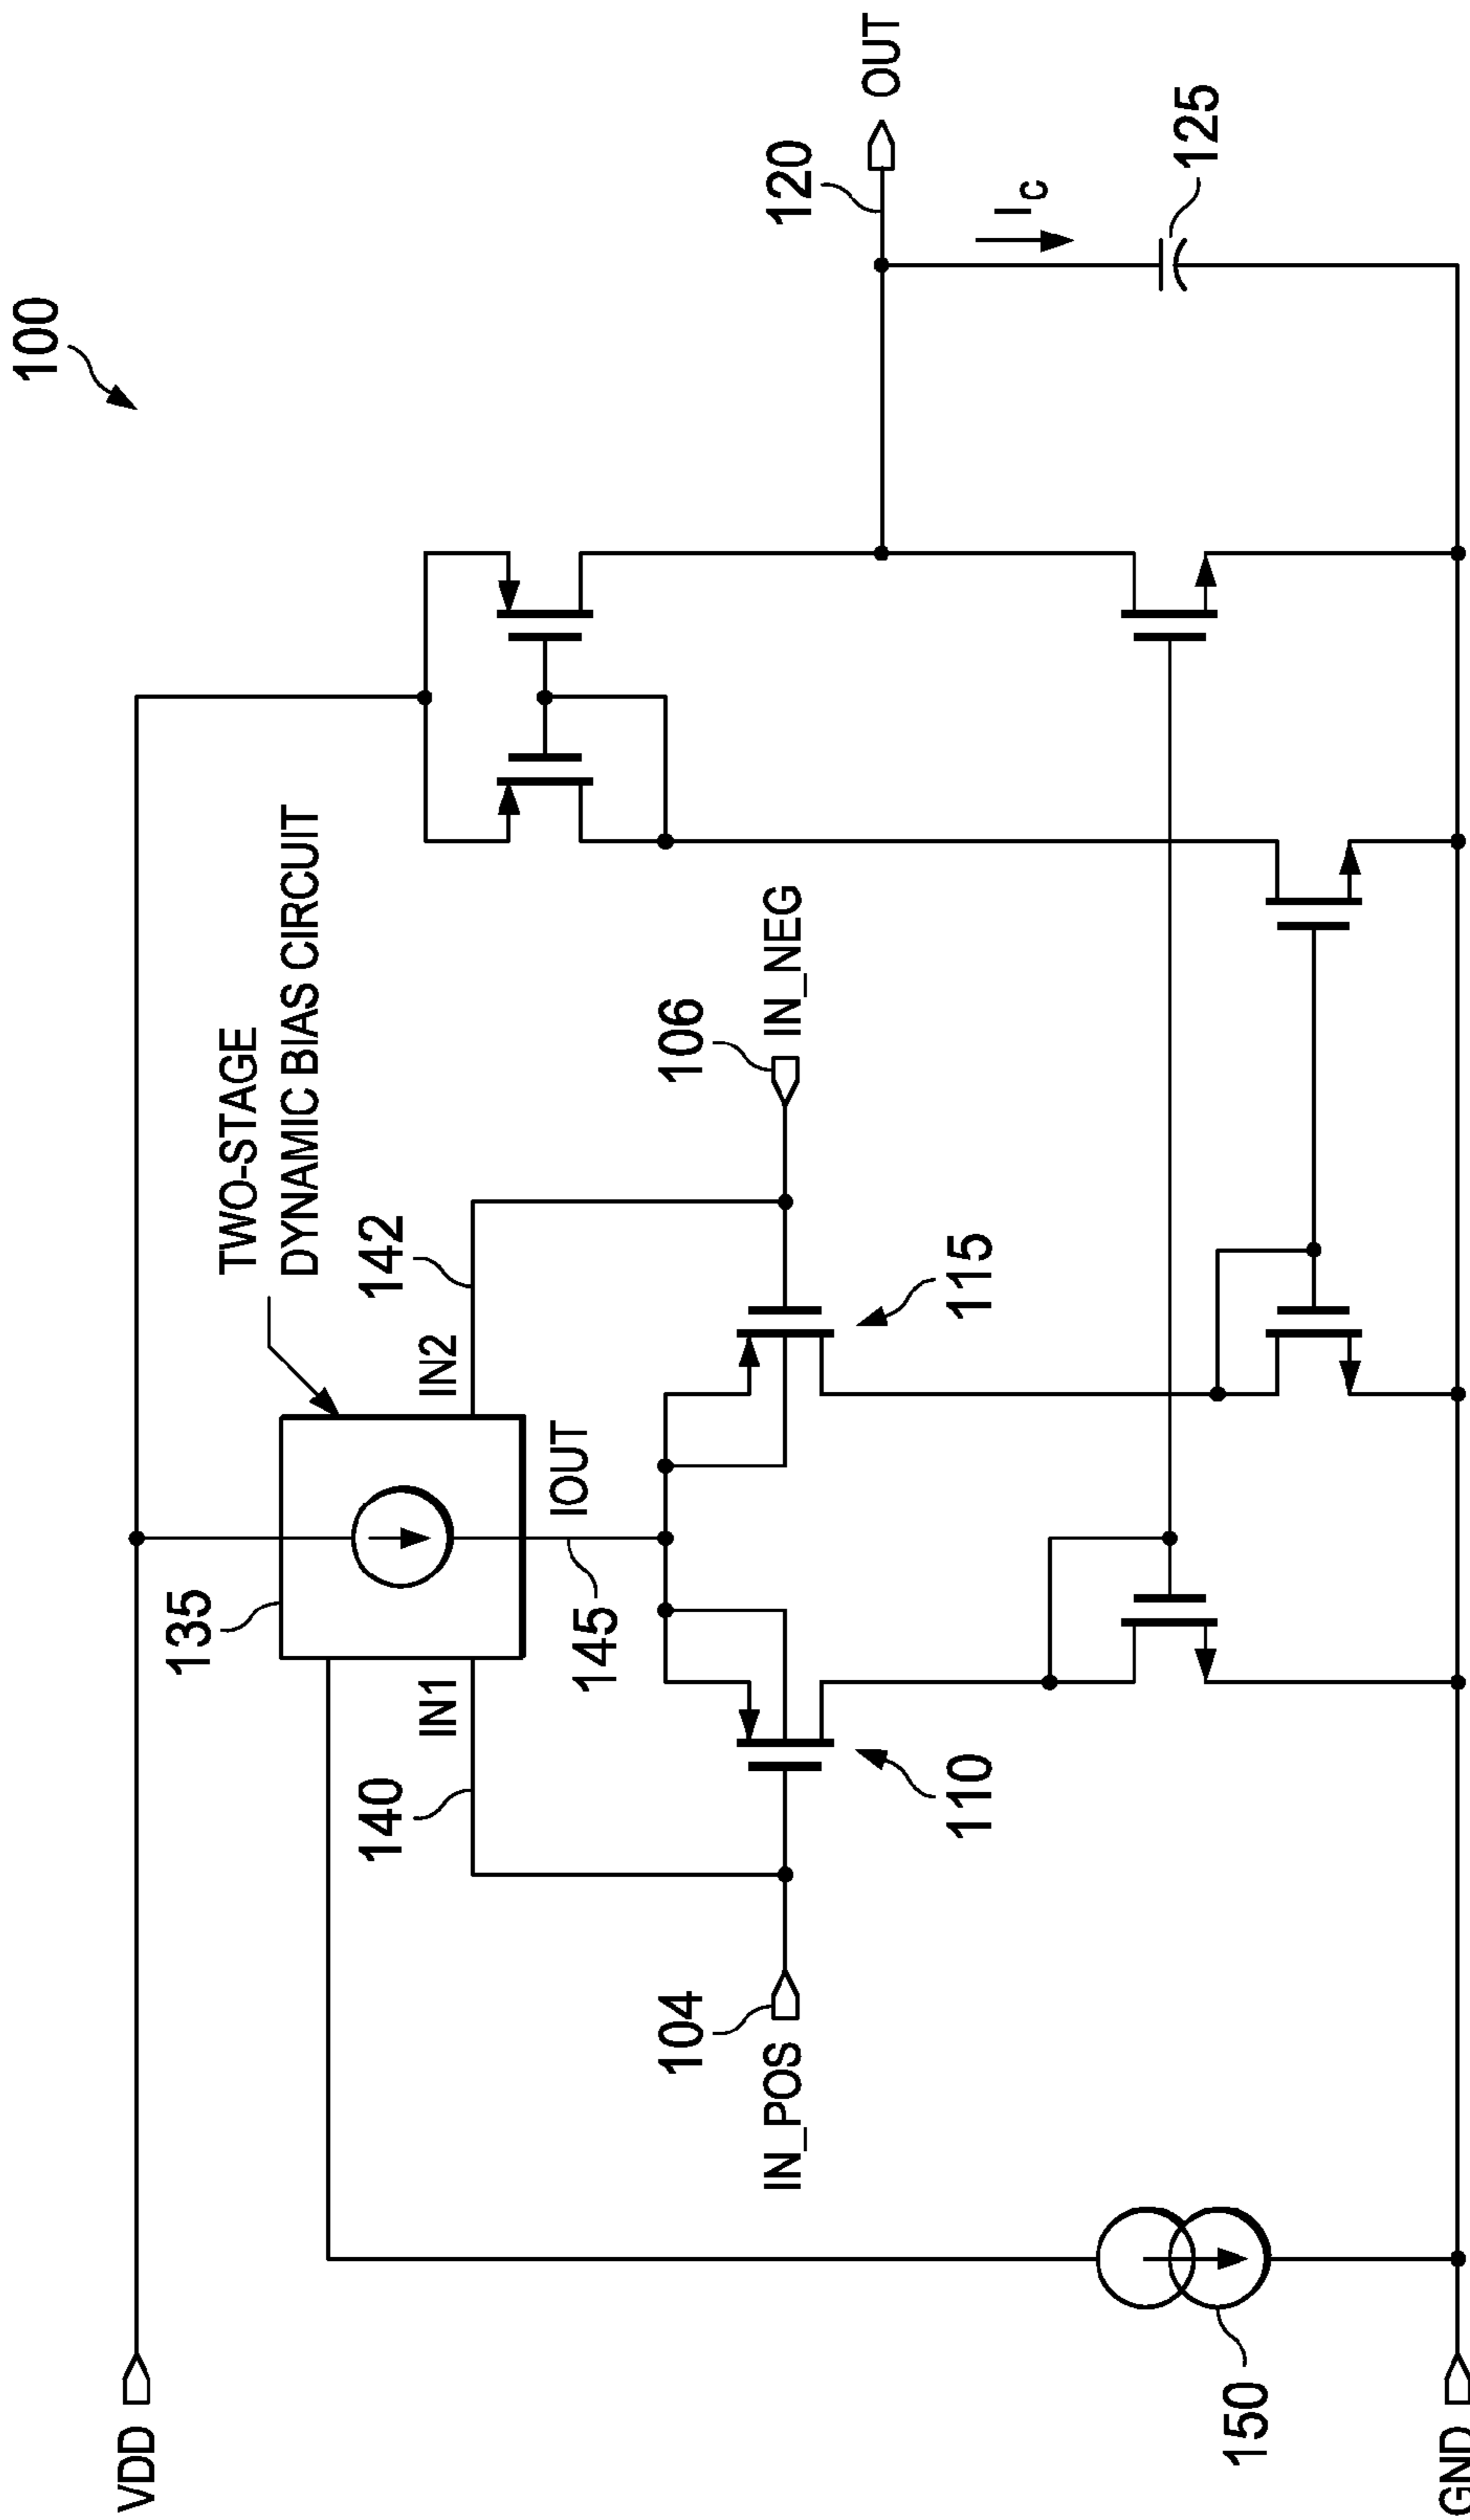 100
VDD
135
TWO-STAGE
DYNAMIC BIAS CIRCUIT
140
142
IN1
IN2
IOUT
145
104
106
IN_POS
IN_NEG
120
OUT
110
115
I_C
125
150
GND